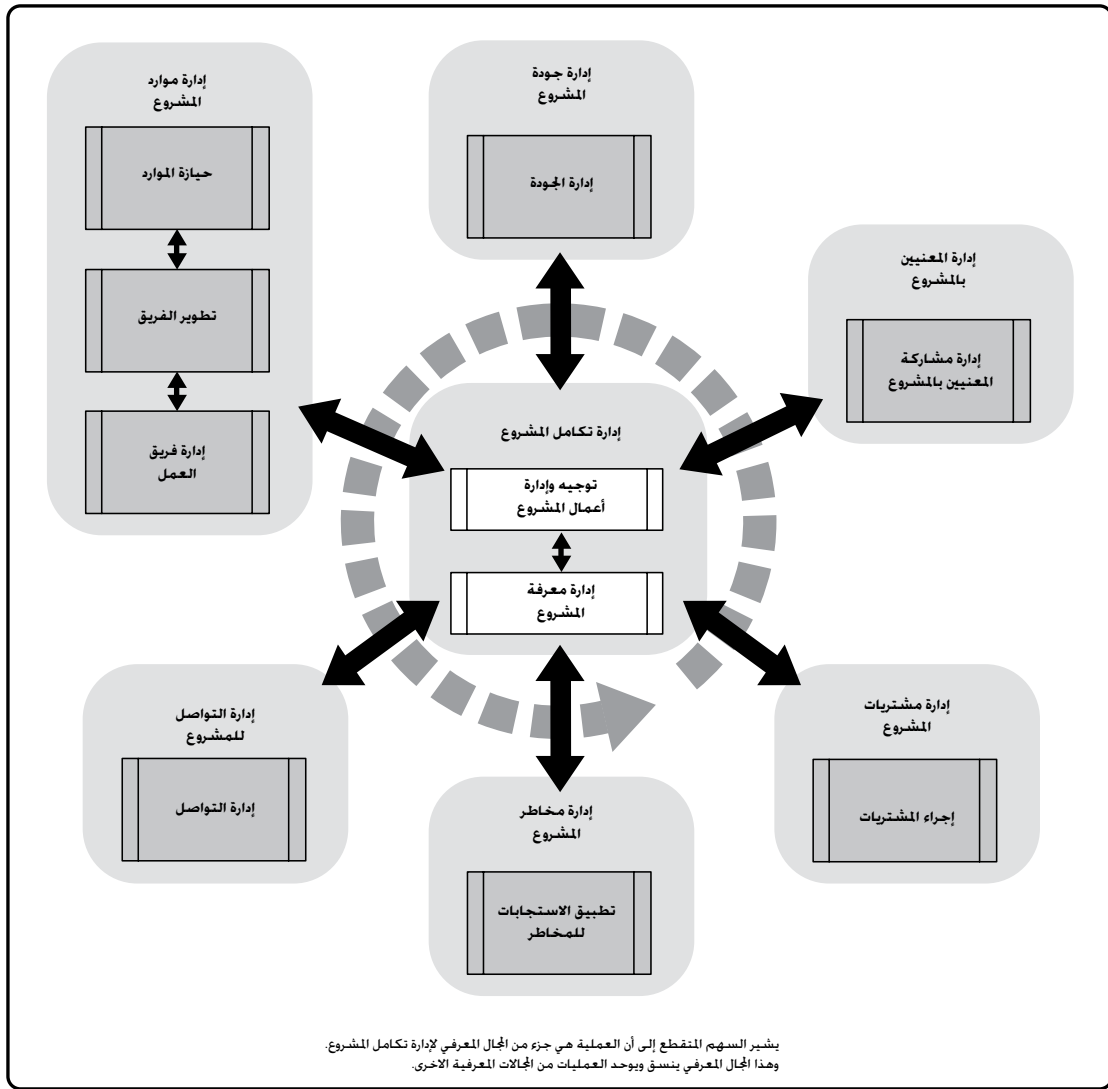 إدارة موارد
المشروع
حيازة الموارد
تطوير الفريق
إدارة فريق
العمل
إدارة جودة
المشروع
إدارة الجودة
إدارة المعنيين
بالمشروع
إدارة مشاركة
المعنيين بالمشروع
إدارة تكامل المشروع
توجيه وإدارة
أعمال المشروع
إدارة معرفة
المشروع
إدارة التواصل
للمشروع
إدارة التواصل
إدارة مخاطر
المشروع
تطبيق الاستجابات
للمخاطر
إدارة مشتريات
المشروع
إجراء المشتريات
يشير السهم المتقطع إلى أن العملية هي جزء من المجال المعرفي لإدارة تكامل المشروع.
وهذا المجال المعرفي ينسق ويوحد العمليات من المجالات المعرفية الاخرى.